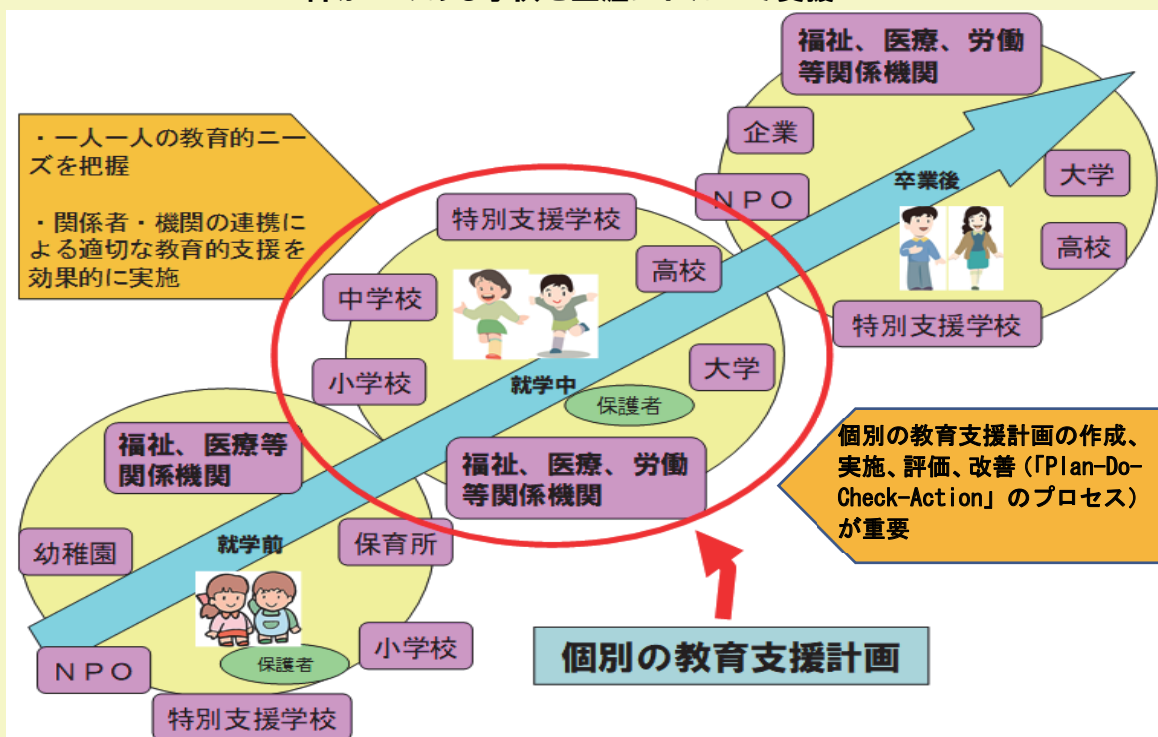 福祉、医療、労働
等関係機関
企業
NPO
卒業後
大学
高校
特別支援学校
・一人一人の教育的ニー
ズを把握
・関係者・機関の連携に
よる適切な教育的支援を
効果的に実施
特別支援学校
中学校
高校
小学校
就学中
大学
保護者
福祉、医療、労働
等関係機関
個別の教育支援計画の作成、
実施、評価、改善(「Plan-Do-
Check-Action」のプロセス)
が重要
福祉、医療等
関係機関
幼稚園
就学前
保育所
NPO
保護者
小学校
特別支援学校
個別の教育支援計画